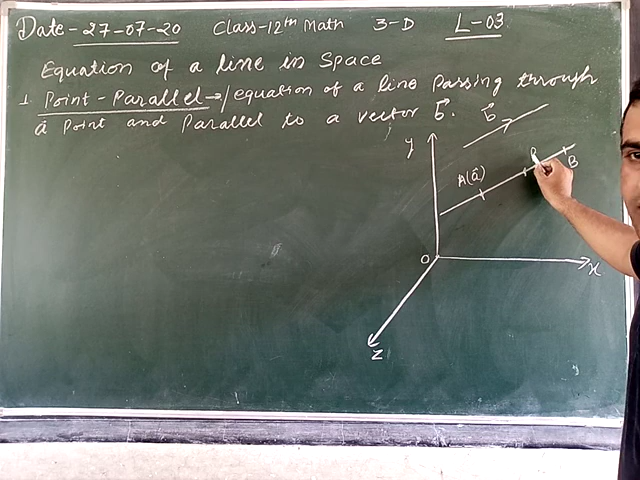 Date-27-07-20 Class-12th Math 3-D L-03
Equation of a line in Space
1. Point-Parallel→/equation of a line passing through
a point and Parallel to a vector b⃗.
b⃗
y
A(a⃗)
P
B
O
x
z